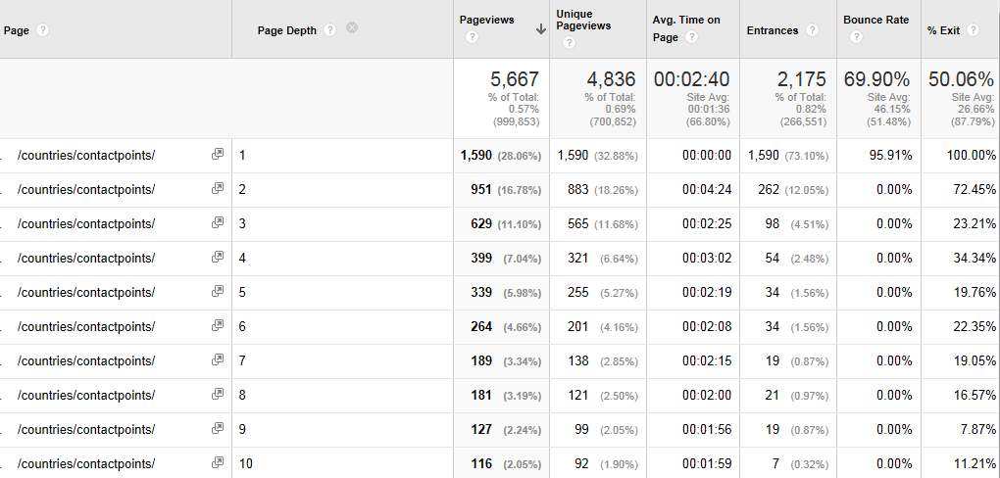 Page ? Page Depth ? Pageviews ? Unique Pageviews ? Avg. Time on Page ? Entrances ? Bounce Rate ? % Exit ?
5,667 4,836 00:02:40 2,175 69.90% 50.06%
% of Total: % of Total: Site Avg: % of Total: Site Avg: Site Avg:
0.57% 0.69% 00:01:36 0.82% 46.15% 26.66%
(999,853) (700,852) (66.80%) (266,551) (51.48%) (87.79%)
/countries/contactpoints/ 1 1,590 (28.06%) 1,590 (32.88%) 00:00:00 1,590 (73.10%) 95.91% 100.00%
/countries/contactpoints/ 2 951 (16.78%) 883 (18.26%) 00:04:24 262 (12.05%) 0.00% 72.45%
/countries/contactpoints/ 3 629 (11.10%) 565 (11.68%) 00:02:25 98 (4.51%) 0.00% 23.21%
/countries/contactpoints/ 4 399 (7.04%) 321 (6.64%) 00:03:02 54 (2.48%) 0.00% 34.34%
/countries/contactpoints/ 5 339 (5.98%) 255 (5.27%) 00:02:19 34 (1.56%) 0.00% 19.76%
/countries/contactpoints/ 6 264 (4.66%) 201 (4.16%) 00:02:08 34 (1.56%) 0.00% 22.35%
/countries/contactpoints/ 7 189 (3.34%) 138 (2.85%) 00:02:15 19 (0.87%) 0.00% 19.05%
/countries/contactpoints/ 8 181 (3.19%) 121 (2.50%) 00:02:00 21 (0.97%) 0.00% 16.57%
/countries/contactpoints/ 9 127 (2.24%) 99 (2.05%) 00:01:56 19 (0.87%) 0.00% 7.87%
/countries/contactpoints/ 10 116 (2.05%) 92 (1.90%) 00:01:59 7 (0.32%) 0.00% 11.21%